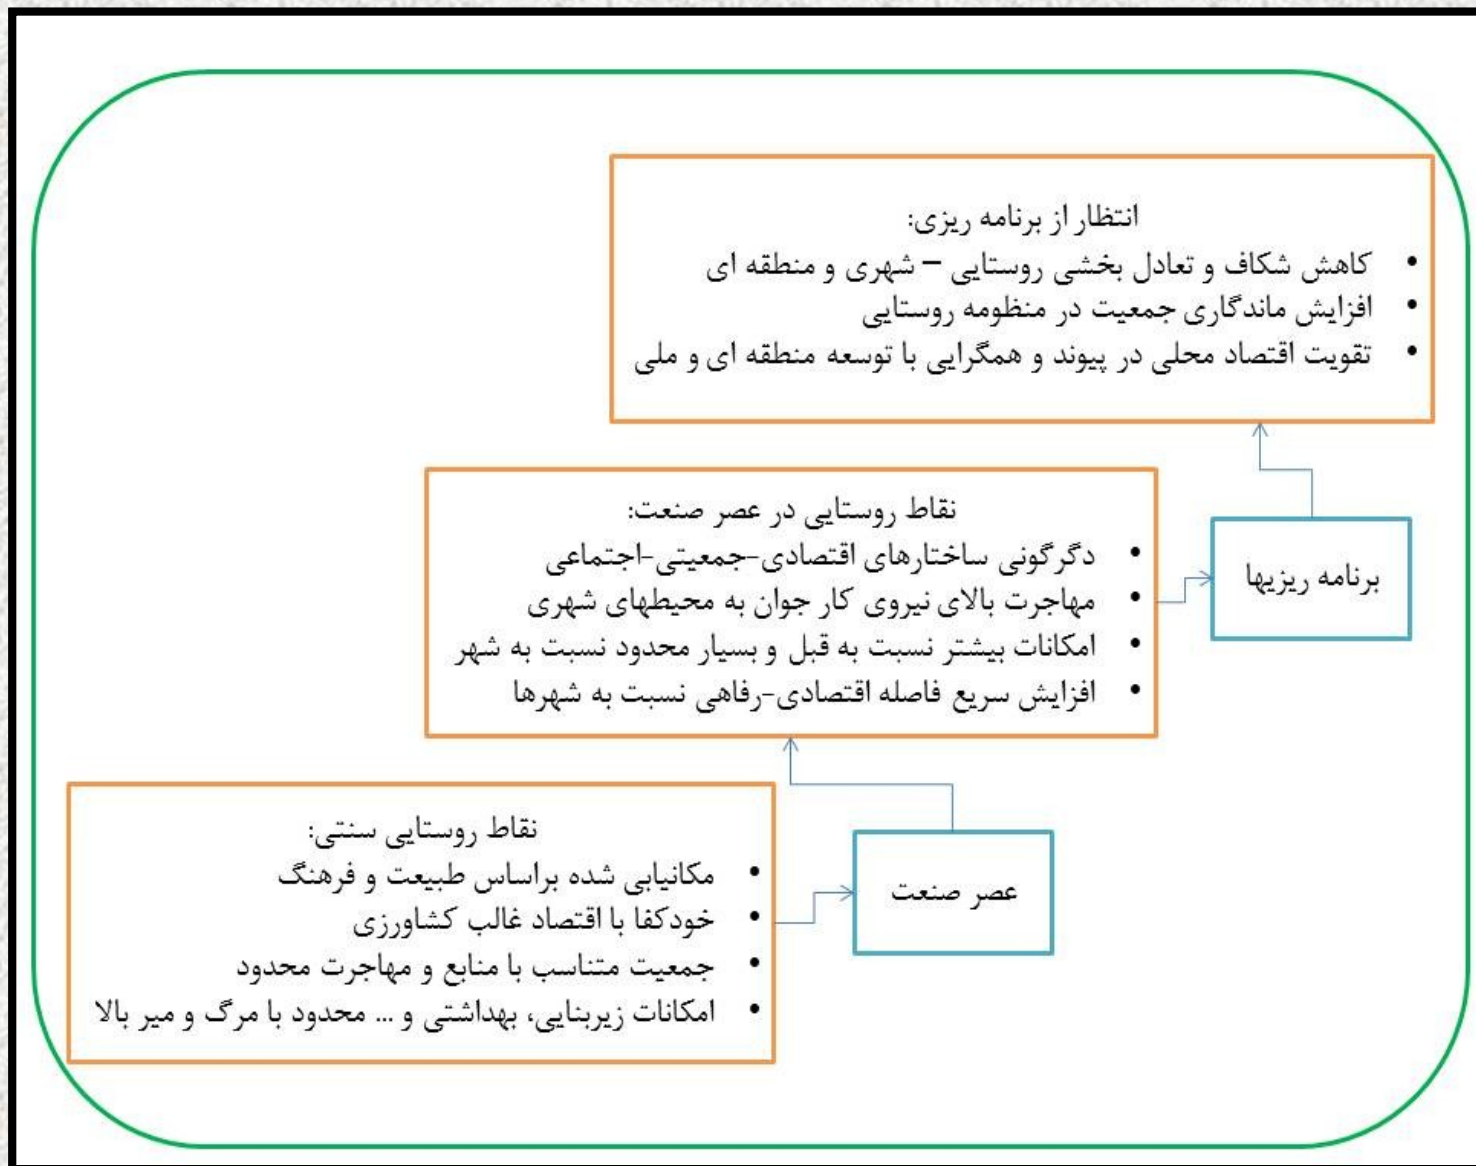 انتظار از برنامه ریزی:
• کاهش شکاف و تعادل بخشی روستایی – شهری و منطقه ای
• افزایش ماندگاری جمعیت در منظومه روستایی
• تقویت اقتصاد محلی در پیوند و همگرایی با توسعه منطقه ای و ملی
نقاط روستایی در عصر صنعت:
• دگرگونی ساختارهای اقتصادی-جمعیتی-اجتماعی
• مهاجرت بالای نیروی کار جوان به محیطهای شهری
• امکانات بیشتر نسبت به قبل و بسیار محدود نسبت به شهر
• افزایش سریع فاصله اقتصادی-رفاهی نسبت به شهرها
برنامه ریزیها
نقاط روستایی سنتی:
• مکانیابی شده براساس طبیعت و فرهنگ
• خودکفا با اقتصاد غالب کشاورزی
• جمعیت متناسب با منابع و مهاجرت محدود
• امکانات زیربنایی، بهداشتی و ... محدود با مرگ و میر بالا
عصر صنعت